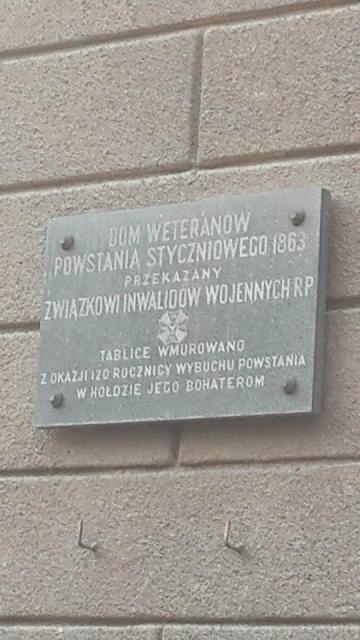 DOM WETERANÓW
POWSTANIA STYCZNIOWEGO 1863
PRZEKAZANY
ZWIĄZKOWI INWALIDÓW WOJENNYCH RP
TABLICE WMUROWANO
Z OKAZJI 120 ROCZNICY WYBUCHU POWSTANIA
W HOŁDZIE JEGO BOHATEROM